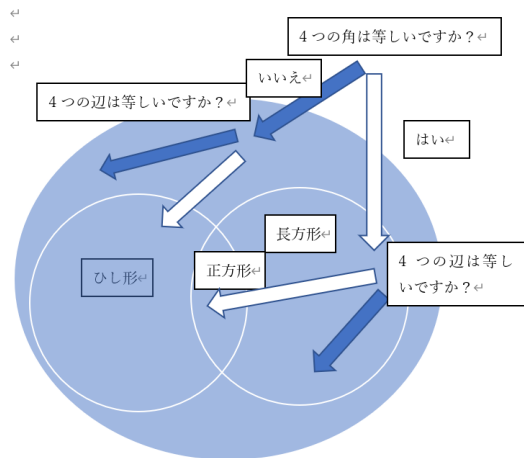 4つの角は等しいですか？
いいえ
4つの辺は等しいですか？
はい
長方形
4つの辺は等し
いですか？
正方形
ひし形